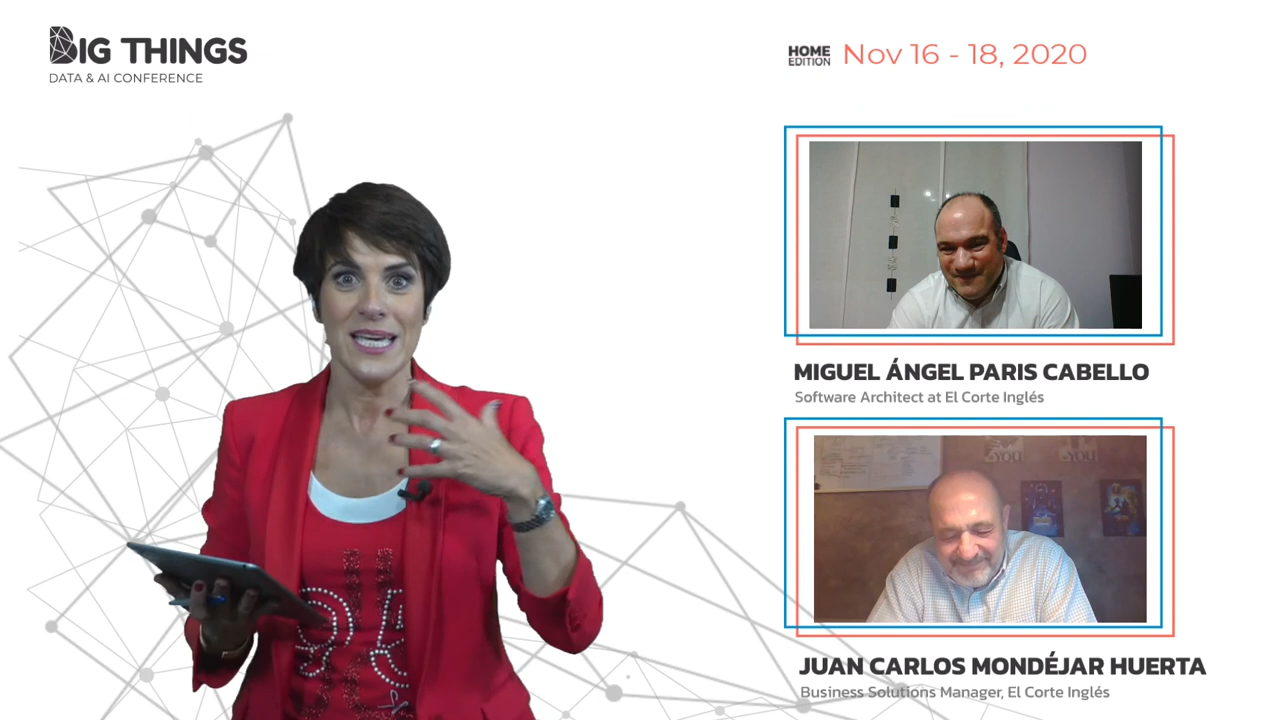 BIG THINGS
DATA & AI CONFERENCE
HOME
EDITION
Nov 16 - 18, 2020
MIGUEL ÁNGEL PARIS CABELLO
Software Architect at El Corte Inglés
YOU
JUAN CARLOS MONDÉJAR HUERTA
Business Solutions Manager, El Corte Inglés